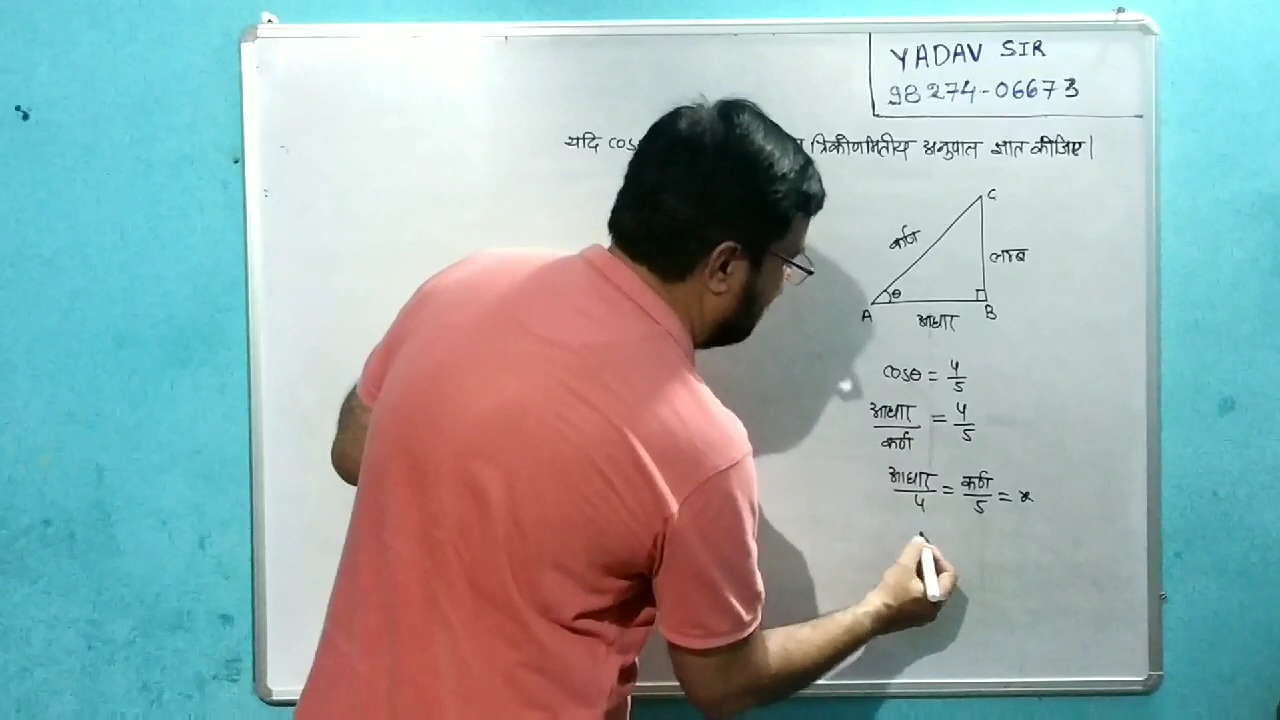 YADAV SIR
98274-06673
यदि cos त्रिकोणमितीय अनुपात ज्ञात कीजिए।
C
कर्ण
लम्ब
θ
A
B
आधार
cosθ = 4/5
आधार/कर्ण = 4/5
आधार/4 = कर्ण/5 = x